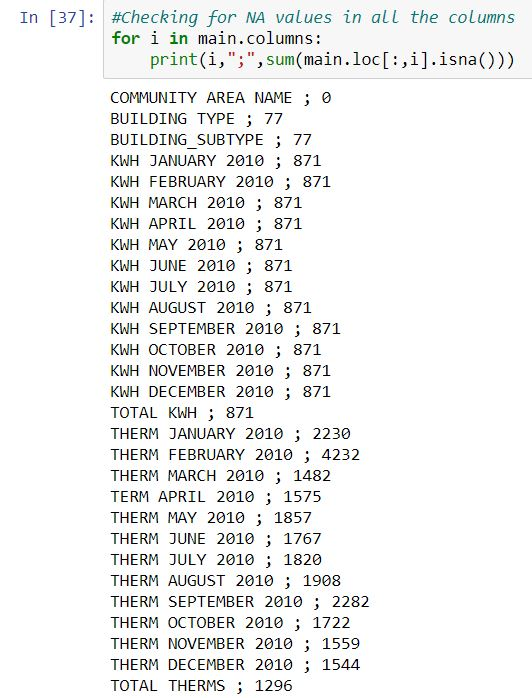 In [37]: #Checking for NA values in all the columns
for i in main.columns:
    print(i,";",sum(main.loc[:,i].isna()))
COMMUNITY AREA NAME ; 0
BUILDING TYPE ; 77
BUILDING_SUBTYPE ; 77
KWH JANUARY 2010 ; 871
KWH FEBRUARY 2010 ; 871
KWH MARCH 2010 ; 871
KWH APRIL 2010 ; 871
KWH MAY 2010 ; 871
KWH JUNE 2010 ; 871
KWH JULY 2010 ; 871
KWH AUGUST 2010 ; 871
KWH SEPTEMBER 2010 ; 871
KWH OCTOBER 2010 ; 871
KWH NOVEMBER 2010 ; 871
KWH DECEMBER 2010 ; 871
TOTAL KWH ; 871
THERM JANUARY 2010 ; 2230
THERM FEBRUARY 2010 ; 4232
THERM MARCH 2010 ; 1482
TERM APRIL 2010 ; 1575
THERM MAY 2010 ; 1857
THERM JUNE 2010 ; 1767
THERM JULY 2010 ; 1820
THERM AUGUST 2010 ; 1908
THERM SEPTEMBER 2010 ; 2282
THERM OCTOBER 2010 ; 1722
THERM NOVEMBER 2010 ; 1559
THERM DECEMBER 2010 ; 1544
TOTAL THERMS ; 1296